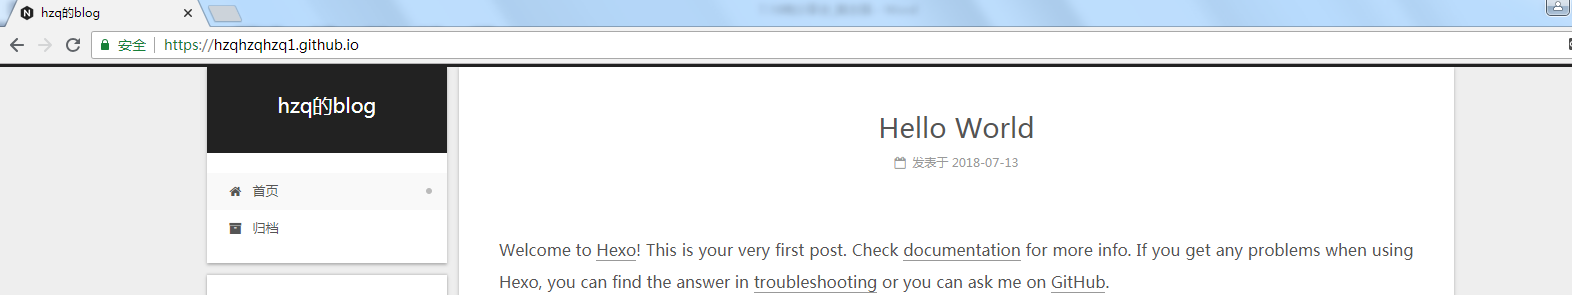 hzq的blog
安全 https://hzqhzqhzq1.github.io
hzq的blog
首页
归档
Hello World
发表于 2018-07-13
Welcome to Hexo! This is your very first post. Check documentation for more info. If you get any problems when using
Hexo, you can find the answer in troubleshooting or you can ask me on GitHub.